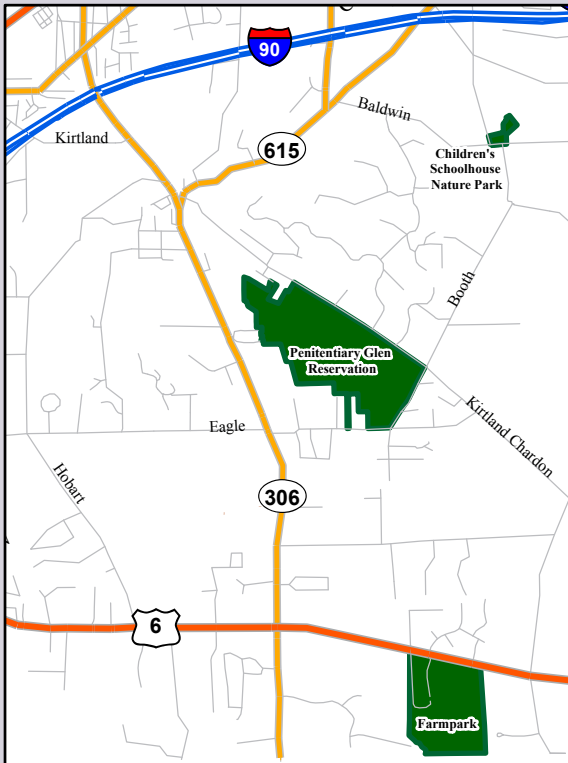 90
Baldwin
Kirtland
615
Children's
Schoolhouse
Nature Park
Booth
Penitentiary Glen
Reservation
Kirtland Chardon
Eagle
Hobart
306
6
Farmpark